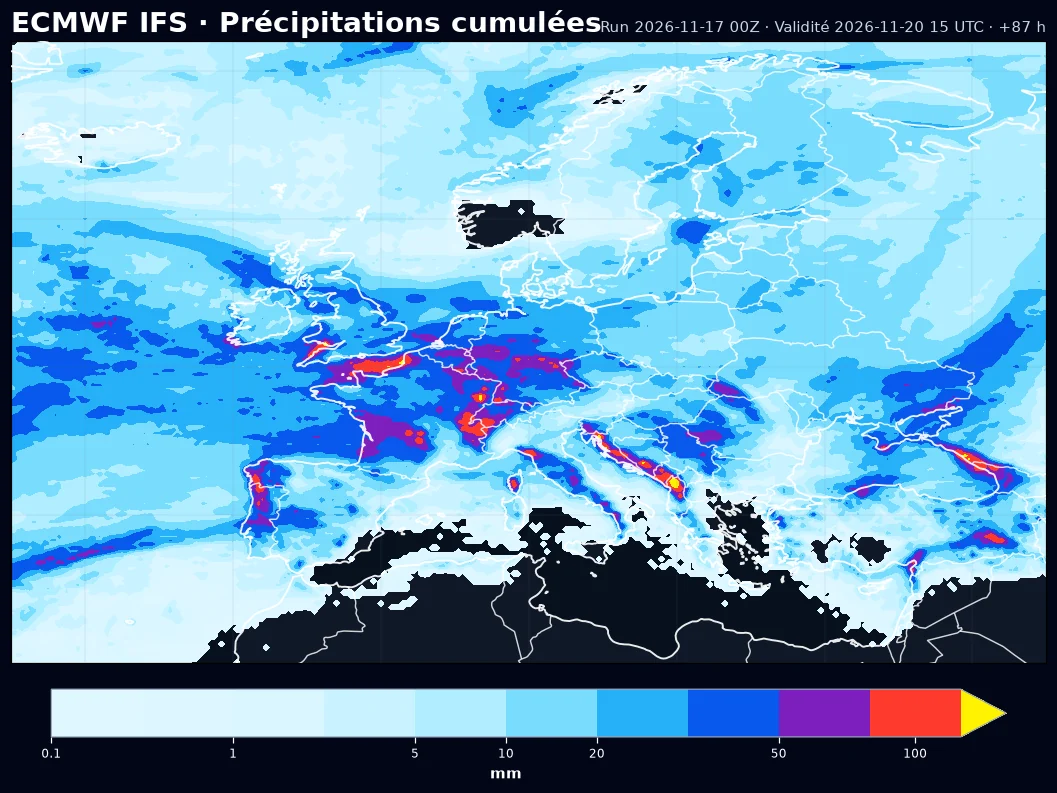 ECMWF IFS · Précipitations cumulées
Run 2026-11-17 00Z · Validité 2026-11-20 15 UTC · +87 h
0.1 1 5 10 20 50 100
mm